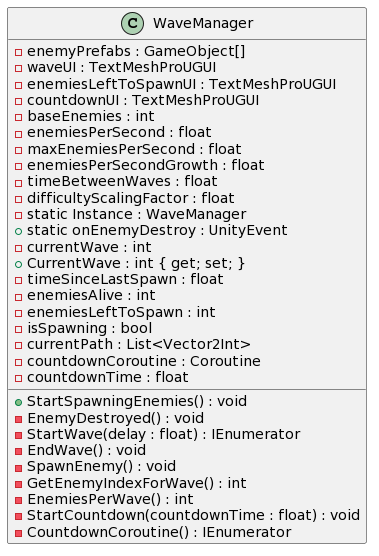 C WaveManager
enemyPrefabs : GameObject[]
waveUI : TextMeshProUGUI
enemiesLeftToSpawnUI : TextMeshProUGUI
countdownUI : TextMeshProUGUI
baseEnemies : int
enemiesPerSecond : float
maxEnemiesPerSecond : float
enemiesPerSecondGrowth : float
timeBetweenWaves : float
difficultyScalingFactor : float
static Instance : WaveManager
static onEnemyDestroy : UnityEvent
currentWave : int
CurrentWave : int { get; set; }
timeSinceLastSpawn : float
enemiesAlive : int
enemiesLeftToSpawn : int
isSpawning : bool
currentPath : List<Vector2Int>
countdownCoroutine : Coroutine
countdownTime : float
StartSpawningEnemies() : void
EnemyDestroyed() : void
StartWave(delay : float) : IEnumerator
EndWave() : void
SpawnEnemy() : void
GetEnemyIndexForWave() : int
EnemiesPerWave() : int
StartCountdown(countdownTime : float) : void
CountdownCoroutine() : IEnumerator